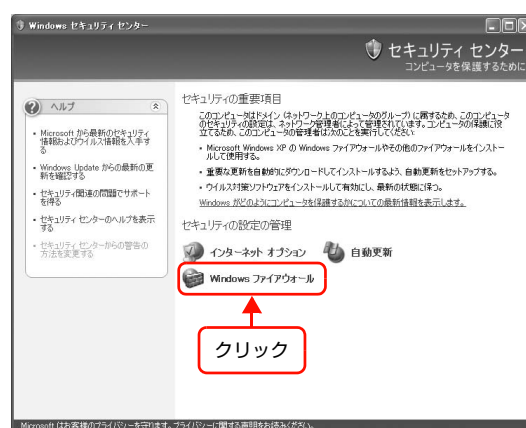 Windows セキュリティ センター
セキュリティ センター
コンピュータを保護するために
ヘルプ
Microsoft から最新のセキュリティ
情報およびウイルス情報を入手す
る
Windows Update からの最新の更
新を確認する
セキュリティ関連の問題でサポート
を得る
セキュリティ センターのヘルプを表示
する
セキュリティ センターからの警告の
方法を変更する
セキュリティの重要項目
このコンピュータはドメイン (ネットワーク上のコンピュータのグループ) に属するため、このコンピュータ
のセキュリティの設定は、ネットワーク管理者によって管理されています。コンピュータの保護に役
立てるため、このコンピュータの管理者は次のことを実行してください:
• Microsoft Windows XP の Windows ファイアウォールやその他のファイアウォールをインストー
ルして使用する。
• 重要な更新を自動的にダウンロードしてインストールするよう、自動更新をセットアップする。
• ウイルス対策ソフトウェアをインストールして有効にし、最新の状態に保つ。
Windows がどのようにコンピュータを保護するかについての最新情報を表示します。
セキュリティの設定の管理
インターネット オプション
自動更新
Windows ファイアウォール
クリック
Microsoft はお客様のプライバシーを守ります。プライバシーに関する声明をお読みください。